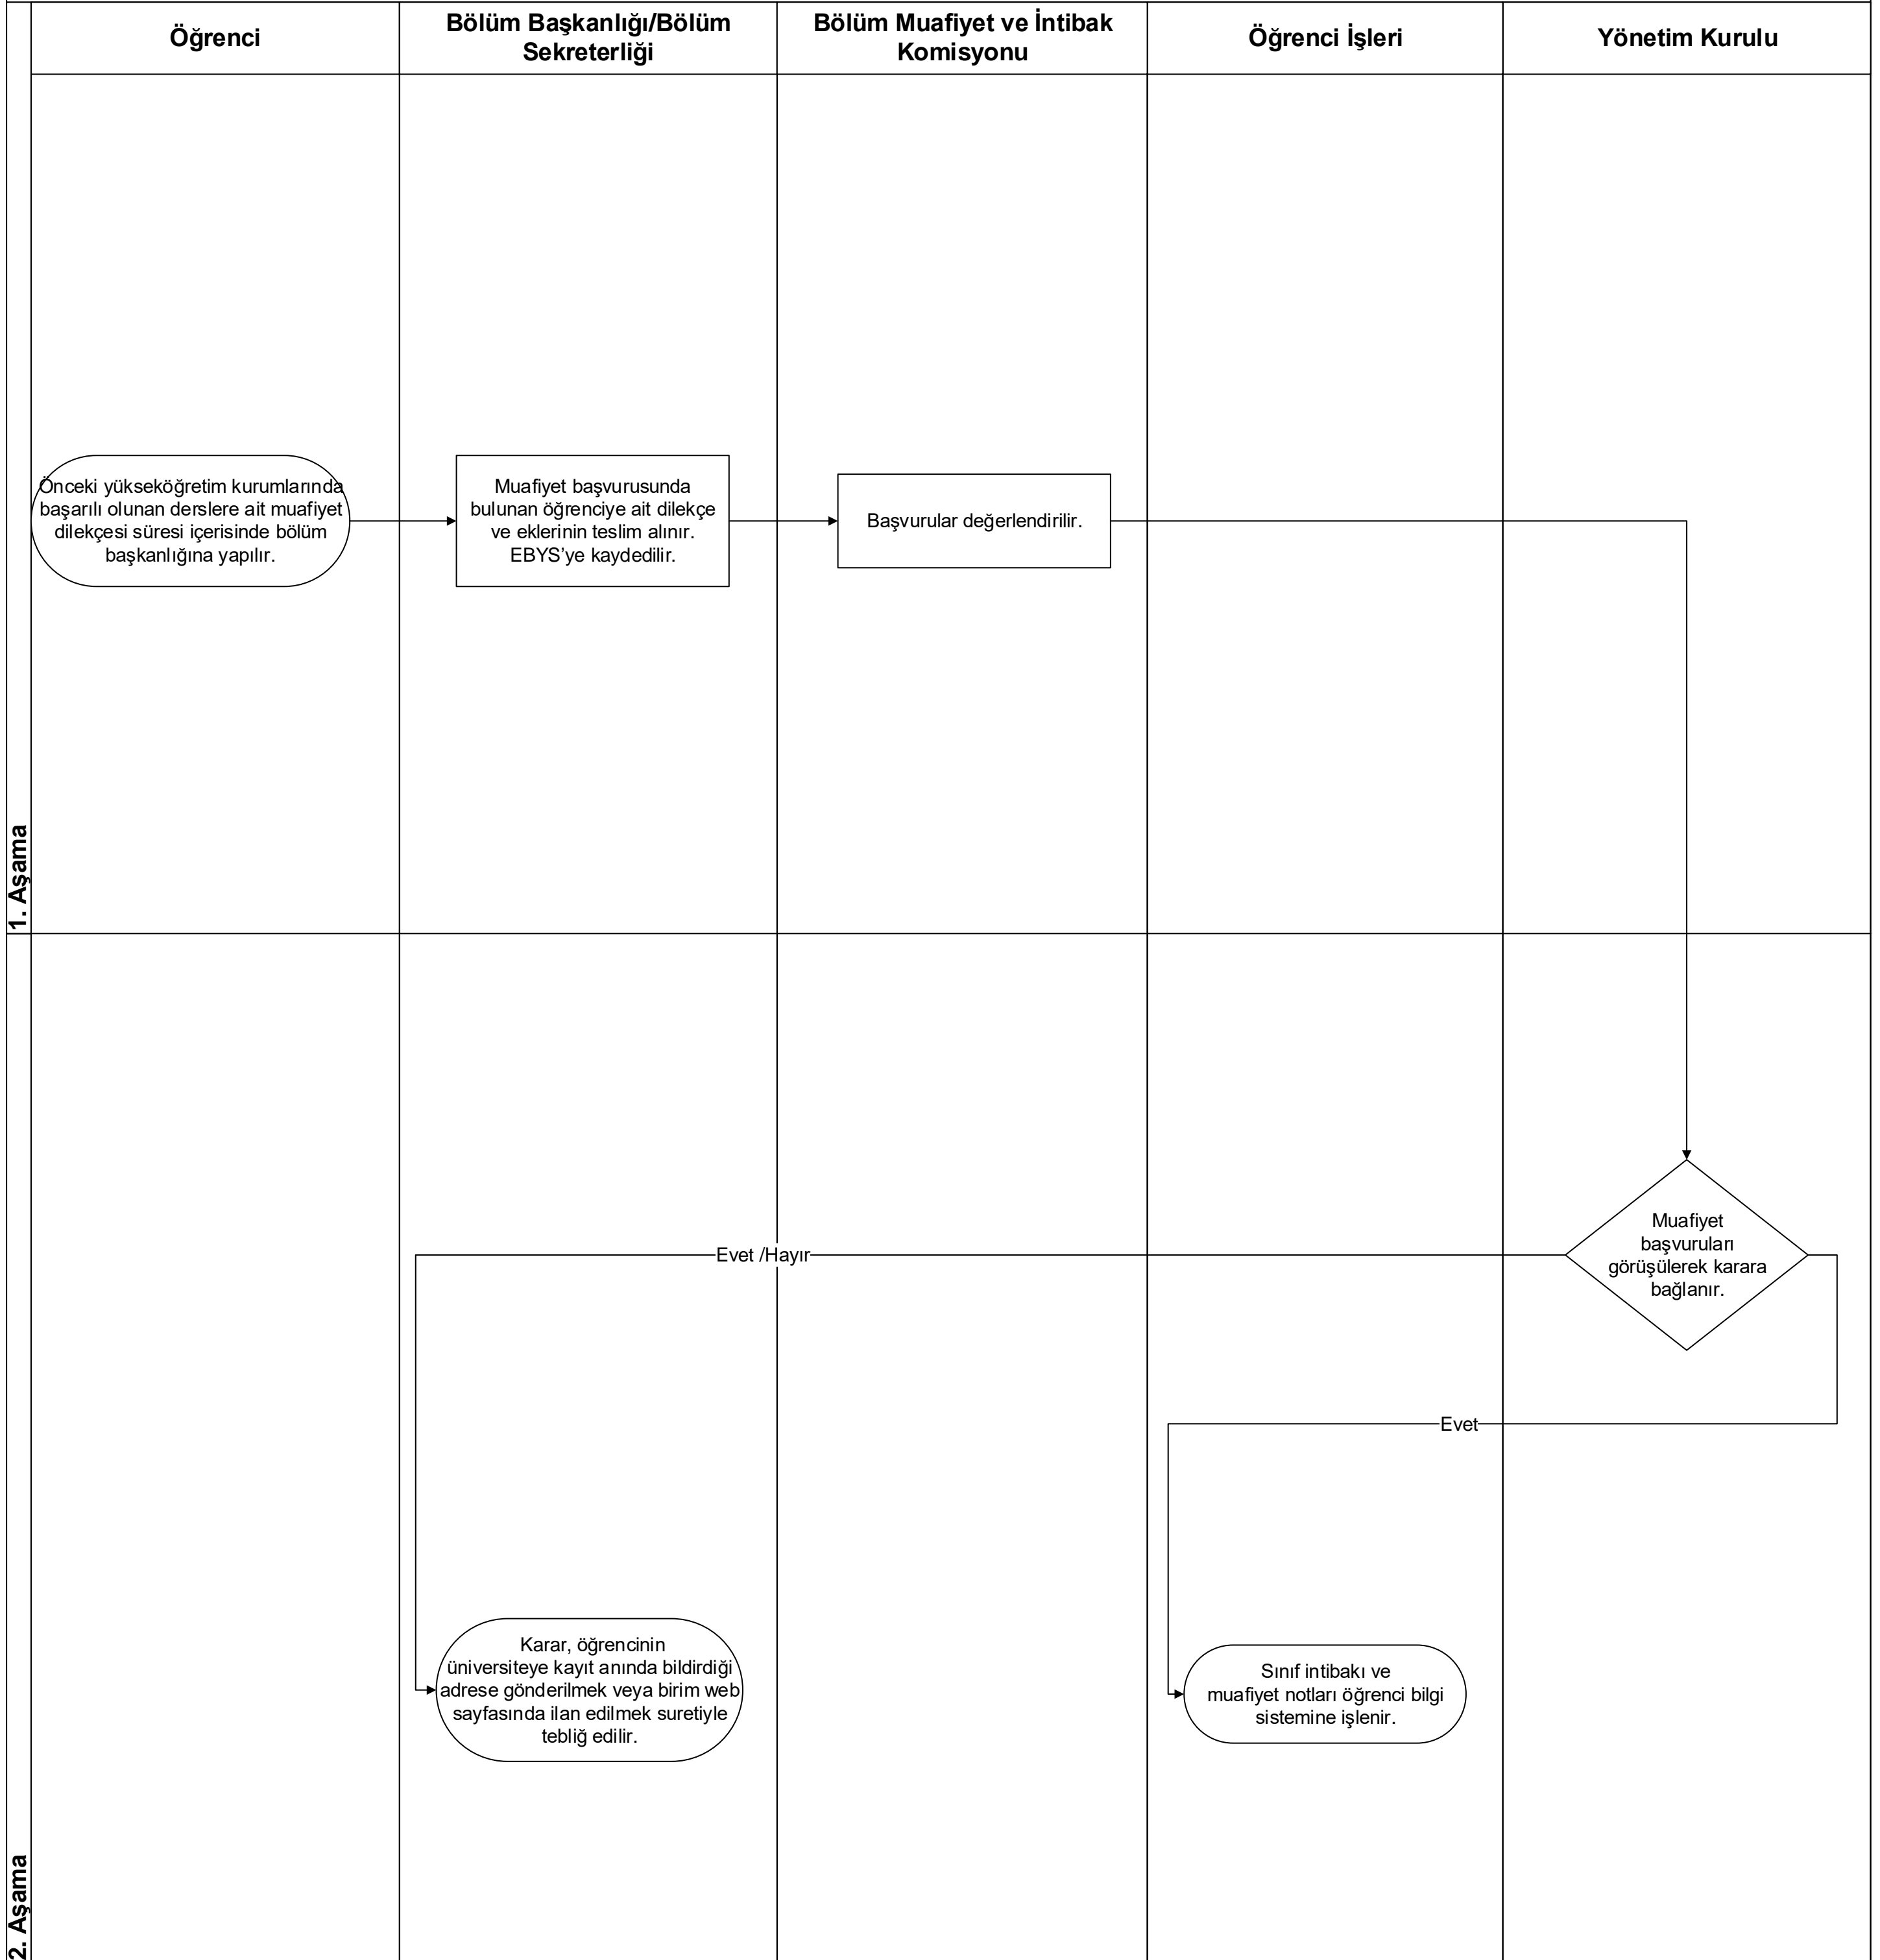 Öğrenci
Bölüm Başkanlığı/Bölüm
Sekreterliği
Bölüm Muafiyet ve İntibak
Komisyonu
Öğrenci İşleri
Yönetim Kurulu
1. Aşama
Önceki yükseköğretim kurumlarında
başarılı olunan derslere ait muafiyet
dilekçesi süresi içerisinde bölüm
başkanlığına yapılır.
Muafiyet başvurusunda
bulunan öğrenciye ait dilekçe
ve eklerinin teslim alınır.
EBYS’ye kaydedilir.
Başvurular değerlendirilir.
2. Aşama
Muafiyet
başvuruları
görüşülerek karara
bağlanır.
Evet /Hayır
Evet
Karar, öğrencinin
üniversiteye kayıt anında bildirdiği
adrese gönderilmek veya birim web
sayfasında ilan edilmek suretiyle
tebliğ edilir.
Sınıf intibakı ve
muafiyet notları öğrenci bilgi
sistemine işlenir.